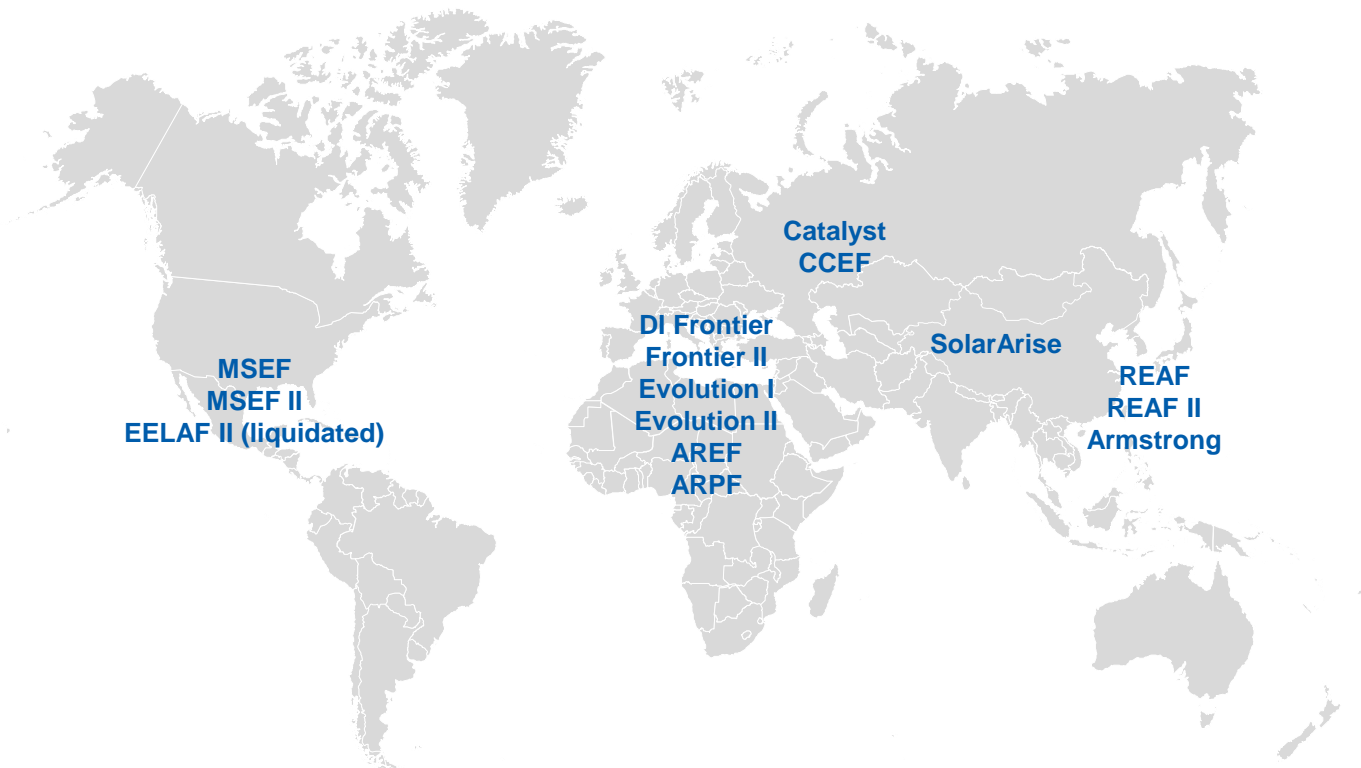 Catalyst
CCEF
DI Frontier
Frontier II
Evolution I
Evolution II
AREF
ARPF
SolarArise
MSEF
MSEF II
EELAF II (liquidated)
REAF
REAF II
Armstrong